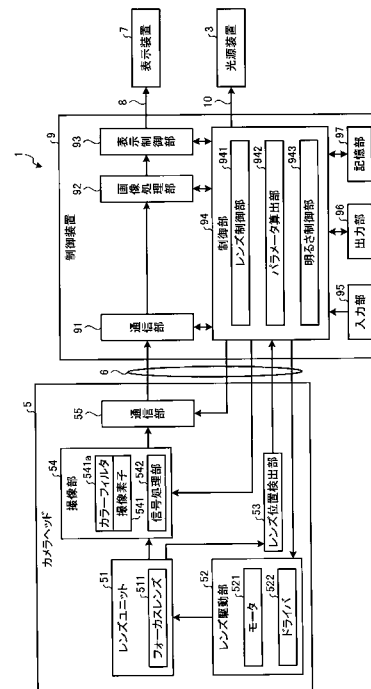 1
5
カメラヘッド
51
レンズユニット
511
フォーカスレンズ
54
撮像部
541a
カラーフィルタ
撮像素子
541
542
信号処理部
55
通信部
52
レンズ駆動部
521
モータ
522
ドライバ
53
レンズ位置検出部
6
9
制御装置
91
通信部
92
画像処理部
93
表示制御部
94
制御部
941
レンズ制御部
942
パラメータ算出部
943
明るさ制御部
95
入力部
96
出力部
97
記憶部
8
7
表示装置
10
3
光源装置